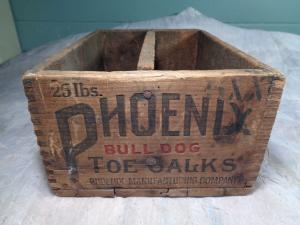 25 lbs.
PHOENIX
BULL DOG
TOE CALKS
PHOENIX MANUFACTURING COMPANY